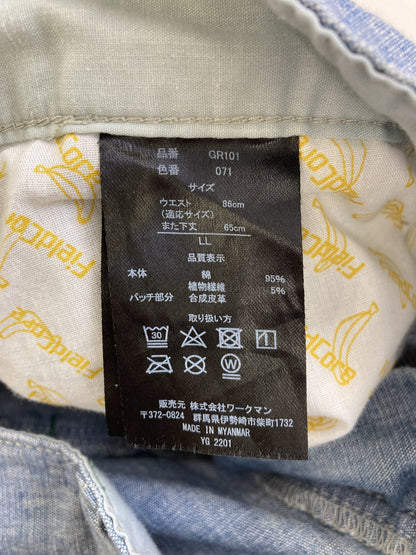 品番 GR101
色番 071
サイズ
ウエスト 86cm
(適応サイズ)
また下丈 65cm
LL
品質表示
本体 綿 95%
植物繊維 5%
パッチ部分 合成皮革
取り扱い方
30
販売元 株式会社ワークマン
〒372-0824 群馬県伊勢崎市柴町1732
MADE IN MYANMAR
YG 2201
FieldCore
FieldCore
FieldCore